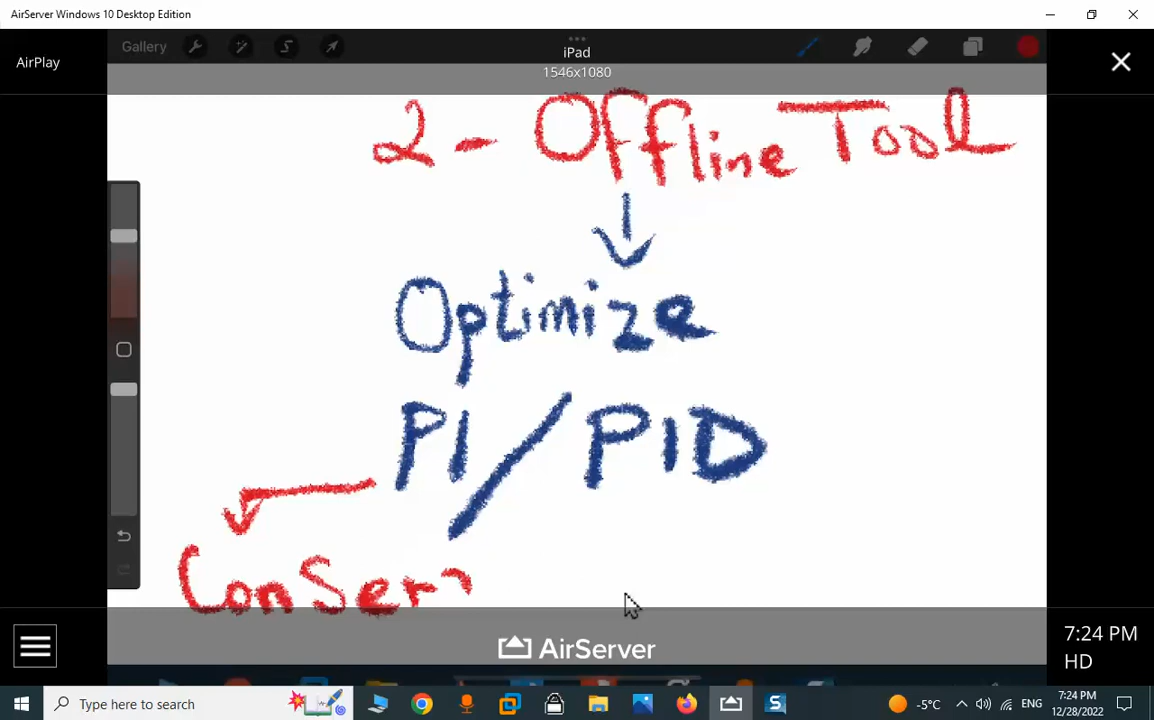 AirServer Windows 10 Desktop Edition
AirPlay
Gallery
iPad
1546x1080
2 - Offline Tool
Optimize
PI/PID
ConSer
AirServer
7:24 PM
HD
Type here to search
-5°C
ENG
7:24 PM
12/28/2022